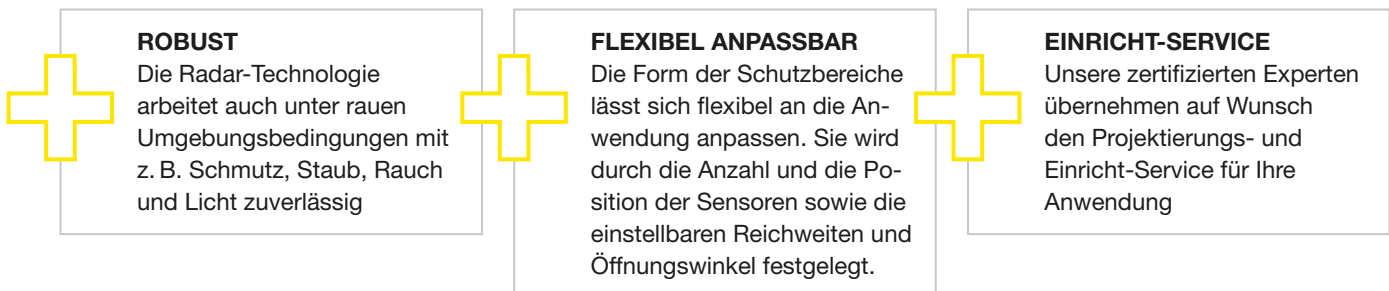 ROBUST
Die Radar-Technologie
arbeitet auch unter rauen
Umgebungsbedingungen mit
z. B. Schmutz, Staub, Rauch
und Licht zuverlässig
FLEXIBEL ANPASSBAR
Die Form der Schutzbereiche
lässt sich flexibel an die An-
wendung anpassen. Sie wird
durch die Anzahl und die Po-
sition der Sensoren sowie die
einstellbaren Reichweiten und
Öffnungswinkel festgelegt.
EINRICHT-SERVICE
Unsere zertifizierten Experten
übernehmen auf Wunsch
den Projektierungs- und
Einricht-Service für Ihre
Anwendung